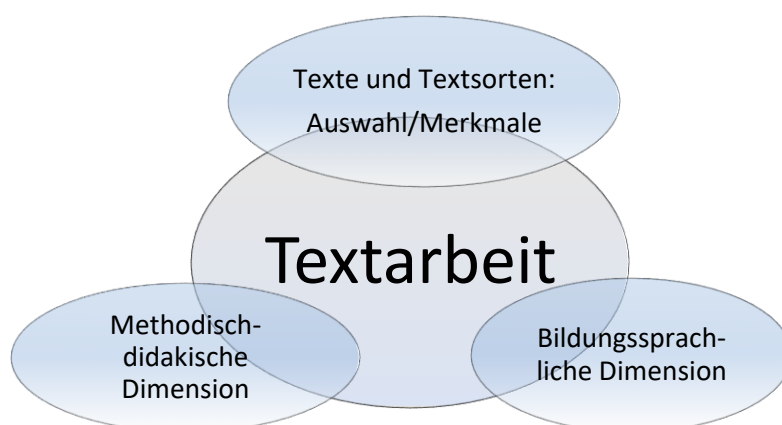 Texte und Textsorten:
Auswahl/Merkmale
Textarbeit
Methodisch-
didakische
Dimension
Bildungssprach-
liche Dimension